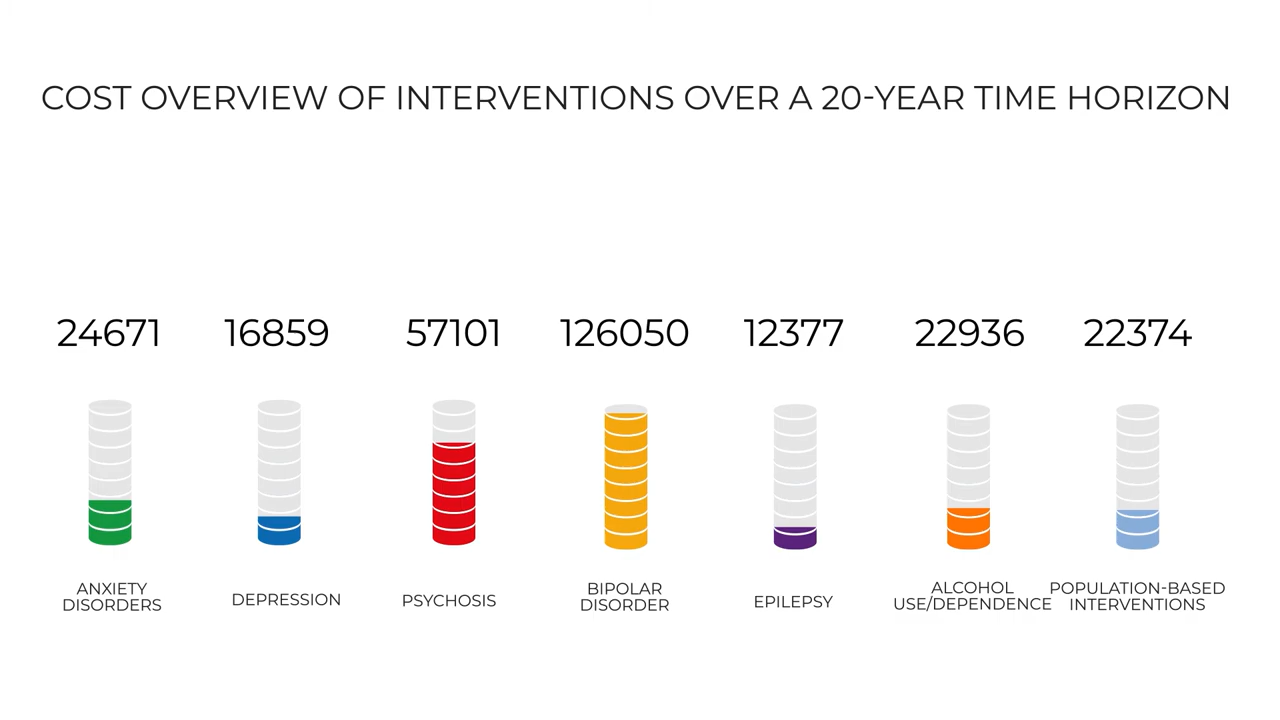 COST OVERVIEW OF INTERVENTIONS OVER A 20-YEAR TIME HORIZON
24671
16859
57101
126050
12377
22936
22374
ANXIETY
DISORDERS
DEPRESSION
PSYCHOSIS
BIPOLAR
DISORDER
EPILEPSY
ALCOHOL
USE/DEPENDENCE
POPULATION-BASED
INTERVENTIONS